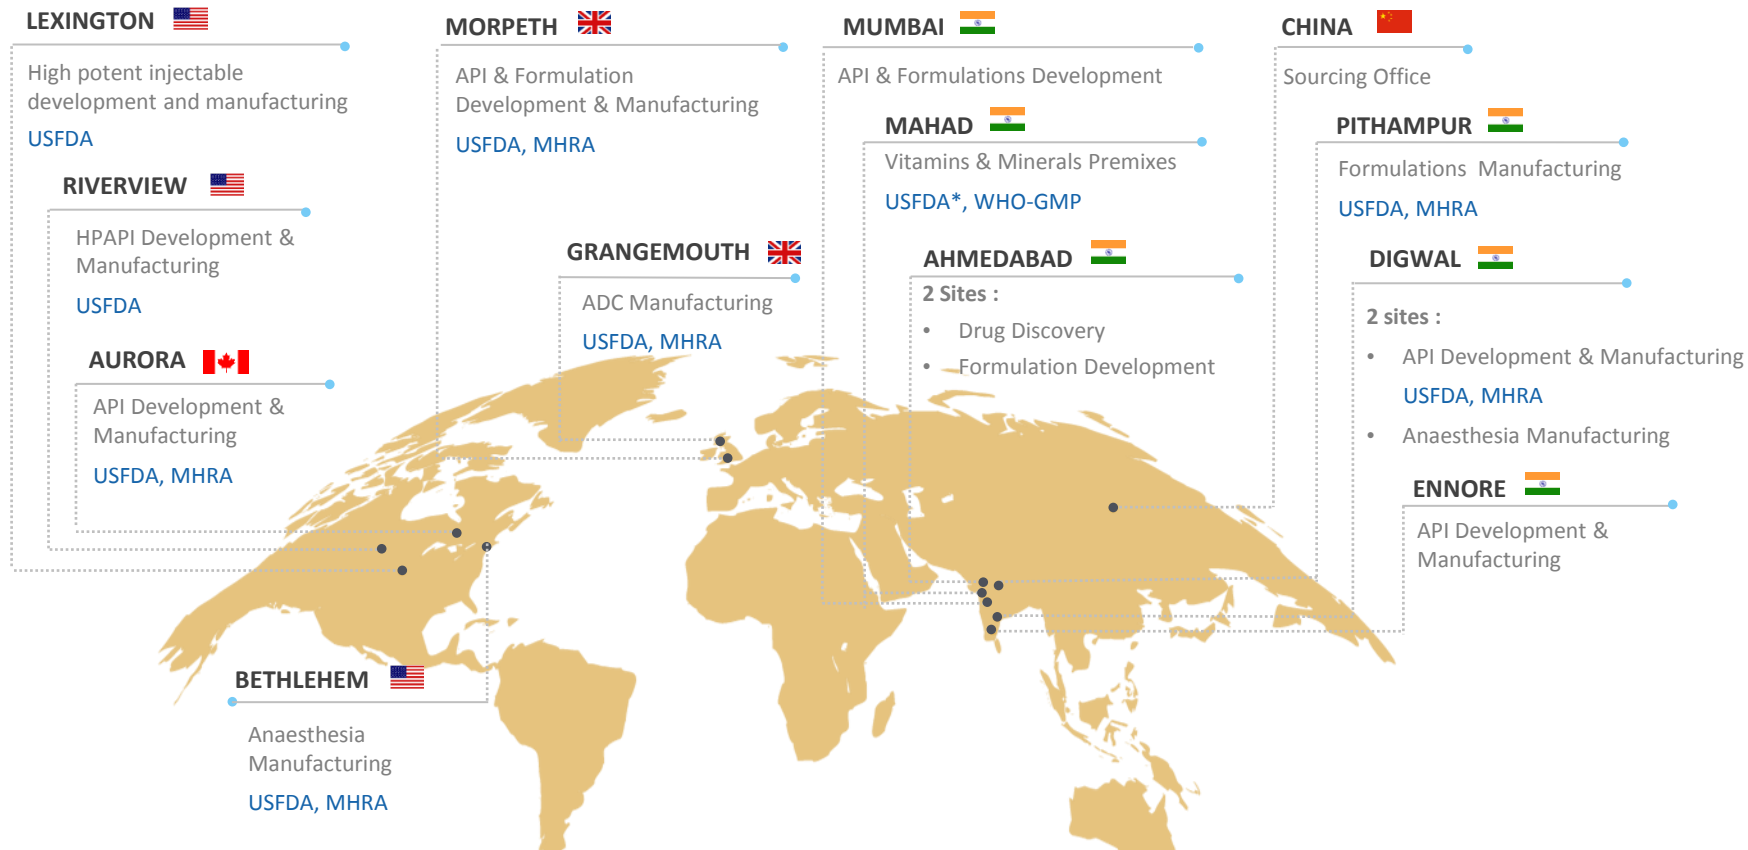 LEXINGTON
High potent injectable
development and manufacturing
USFDA
RIVERVIEW
HPAPI Development &
Manufacturing
USFDA
AURORA
API Development &
Manufacturing
USFDA, MHRA
BETHLEHEM
Anaesthesia
Manufacturing
USFDA, MHRA
MORPETH
API & Formulation
Development & Manufacturing
USFDA, MHRA
GRANGEMOUTH
ADC Manufacturing
USFDA, MHRA
MUMBAI
API & Formulations Development
MAHAD
Vitamins & Minerals Premixes
USFDA*, WHO-GMP
AHMEDABAD
2 Sites :
• Drug Discovery
• Formulation Development
CHINA
Sourcing Office
PITHAMPUR
Formulations Manufacturing
USFDA, MHRA
DIGWAL
2 sites :
• API Development & Manufacturing
USFDA, MHRA
• Anaesthesia Manufacturing
ENNORE
API Development &
Manufacturing